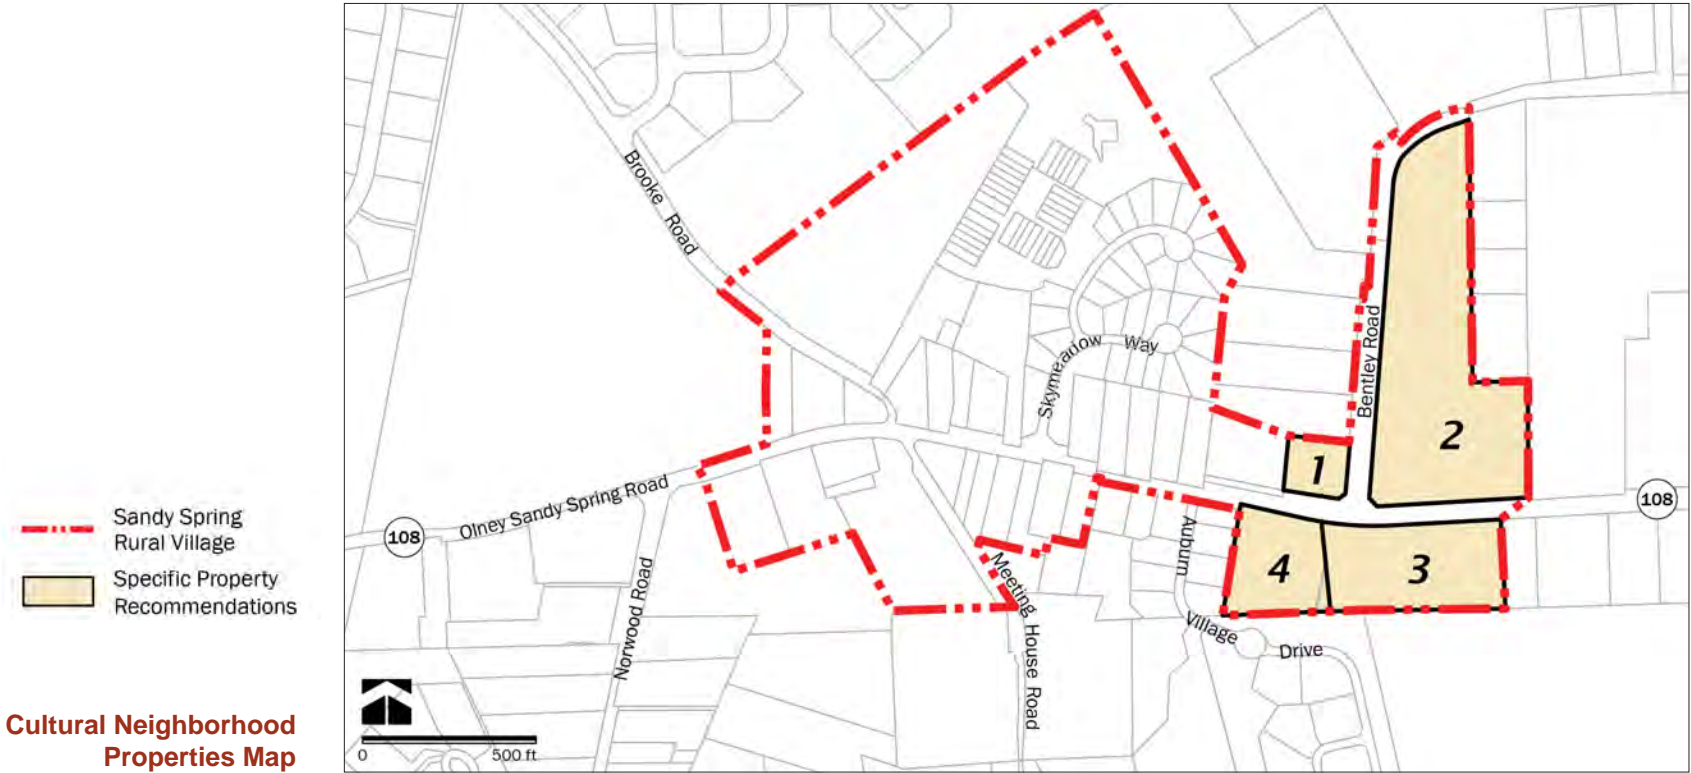 Brooke Road
Skymeadow Way
Bentley Road
1
2
Sandy Spring
Rural Village
Specific Property
Recommendations
108
Olney Sandy Spring Road
108
4
3
Auburn
Village
Drive
Norwood Road
Meeting House Road
Cultural Neighborhood
Properties Map
0
500 ft